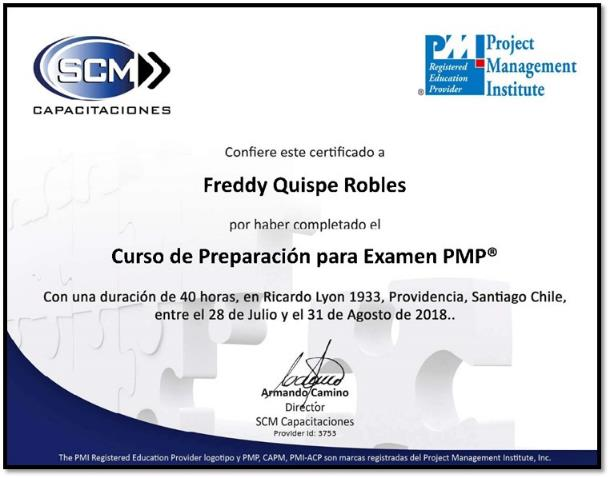 SCM
CAPACITACIONES
PMI
Registered
Education
Provider
®
Project
Management
Institute
Confiere este certificado a
Freddy Quispe Robles
por haber completado el
Curso de Preparación para Examen PMP®
Con una duración de 40 horas, en Ricardo Lyon 1933, Providencia, Santiago Chile,
entre el 28 de Julio y el 31 de Agosto de 2018..
Armando Camino
Director
SCM Capacitaciones
Provider Id: 3753
The PMI Registered Education Provider logotipo y PMP, CAPM, PMI-ACP son marcas registradas del Project Management Institute, Inc.